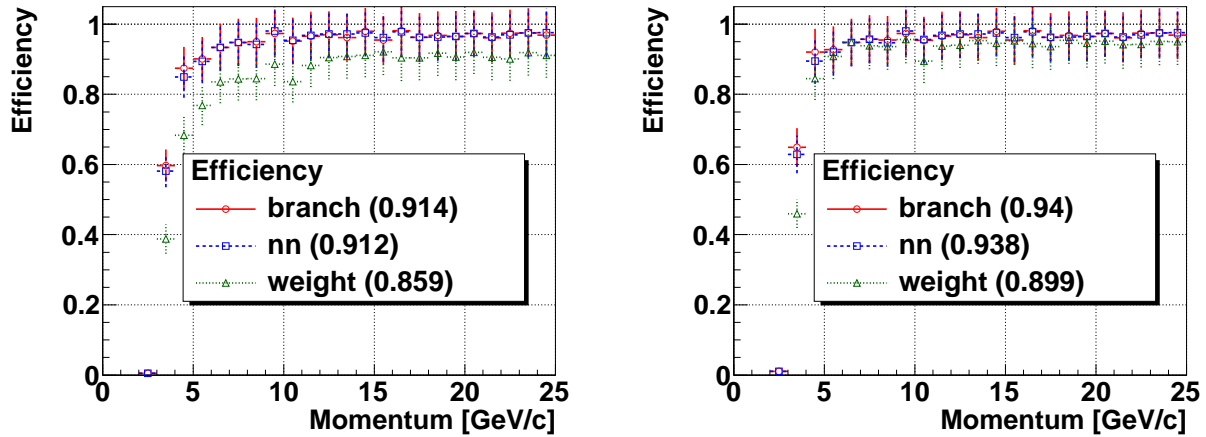 Efficiency
1
0.8
0.6
0.4
0.2
0
Efficiency
branch (0.914)
nn (0.912)
weight (0.859)
0 5 10 15 20 25
Momentum [GeV/c]
Efficiency
1
0.8
0.6
0.4
0.2
0
Efficiency
branch (0.94)
nn (0.938)
weight (0.899)
0 5 10 15 20 25
Momentum [GeV/c]